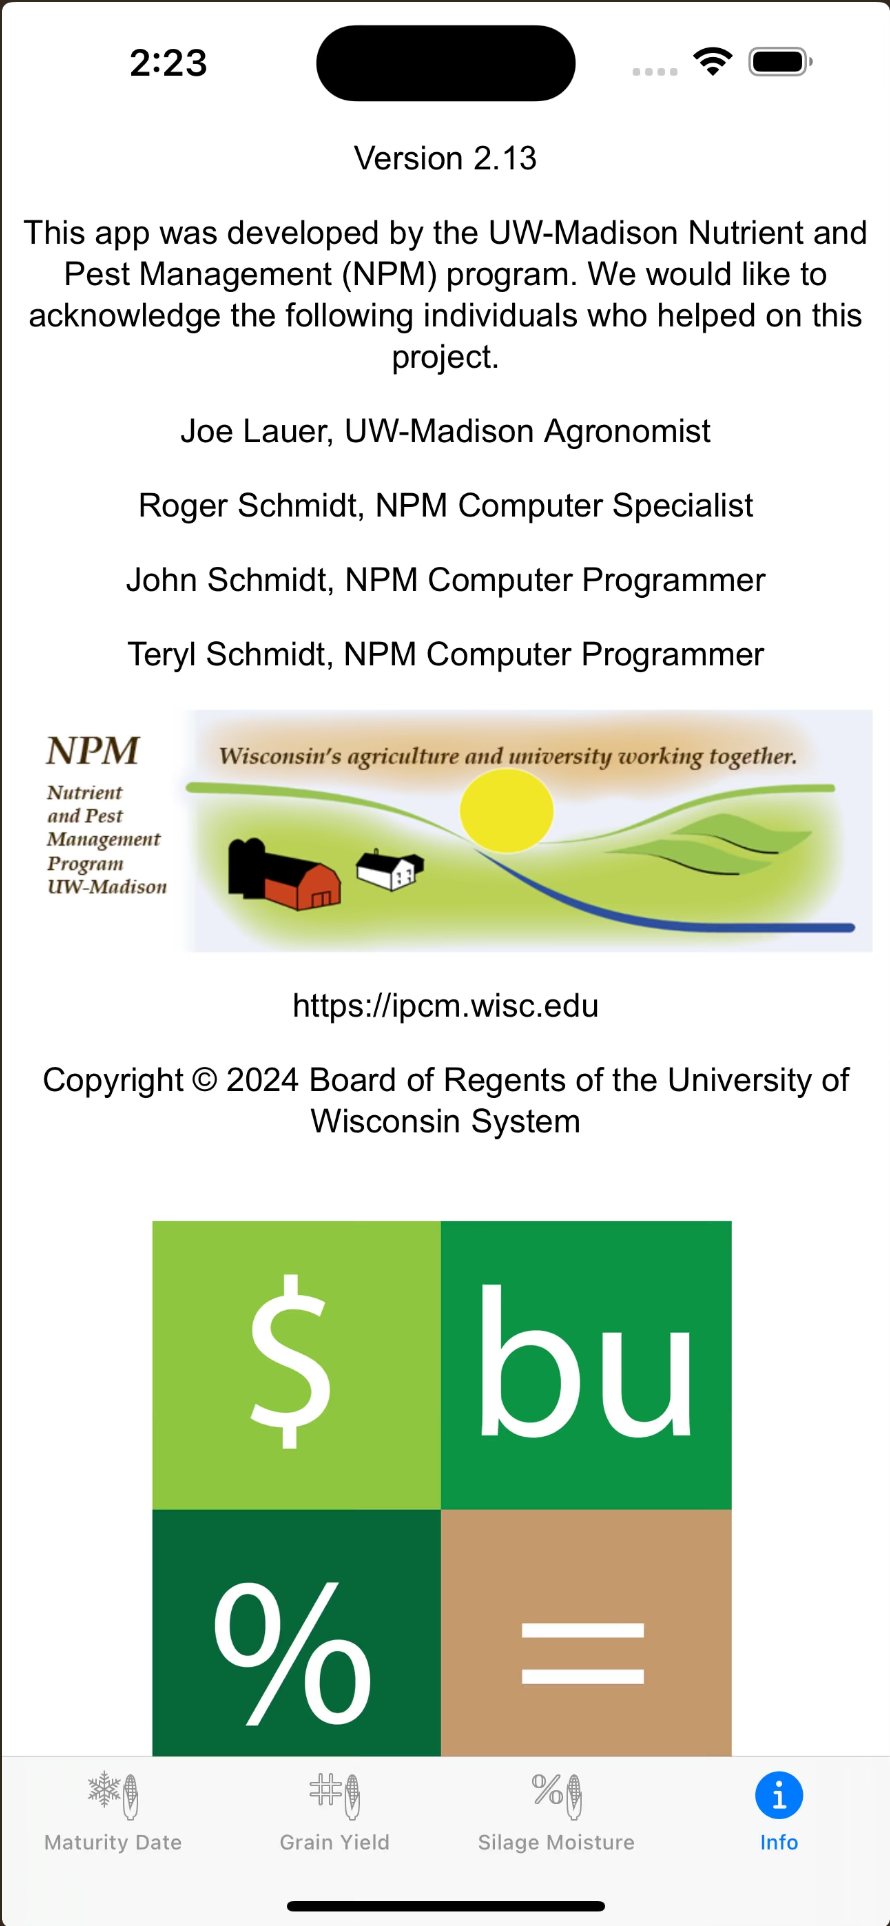 2:23
Version 2.13
This app was developed by the UW-Madison Nutrient and
Pest Management (NPM) program. We would like to
acknowledge the following individuals who helped on this
project.
Joe Lauer, UW-Madison Agronomist
Roger Schmidt, NPM Computer Specialist
John Schmidt, NPM Computer Programmer
Teryl Schmidt, NPM Computer Programmer
NPM
Nutrient
and Pest
Management
Program
UW-Madison
Wisconsin's agriculture and university working together.
https://ipcm.wisc.edu
Copyright © 2024 Board of Regents of the University of
Wisconsin System
$ bu
% =
Maturity Date
Grain Yield
Silage Moisture
Info